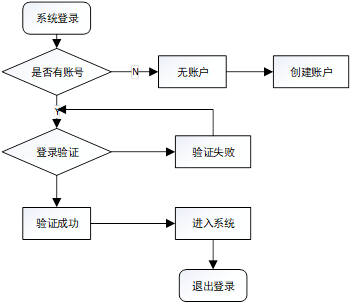 系统登录
是否有账号
N
无账户
创建账户
Y
登录验证
验证失败
验证成功
进入系统
退出登录